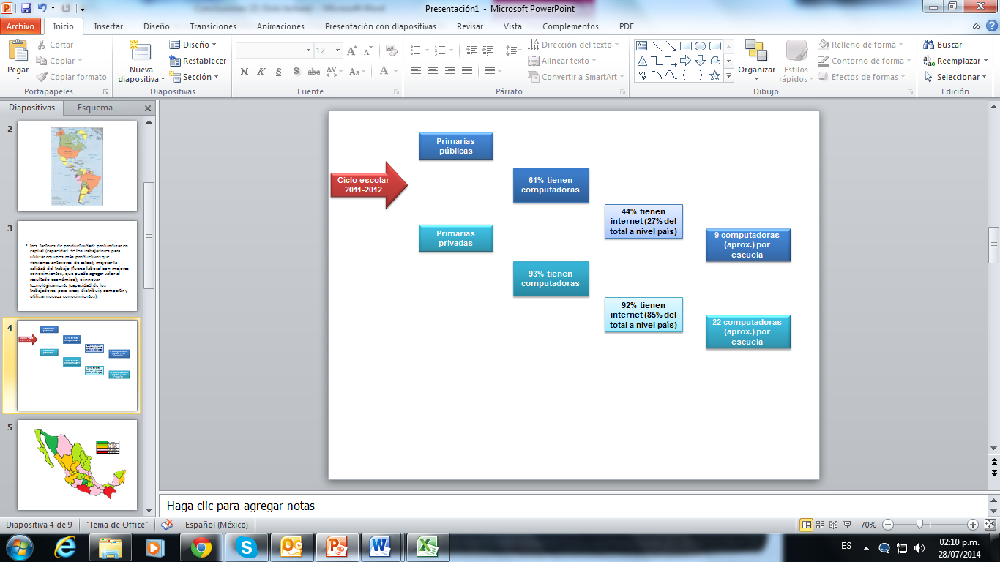 Presentación1 - Microsoft PowerPoint
Archivo Inicio Insertar Diseño Transiciones Animaciones Presentación con diapositivas Revisar Vista Complementos PDF
Pegar
Cortar
Copiar
Copiar formato
Portapapeles
Nueva
diapositiva
Diseño
Restablecer
Sección
Diapositivas
12
N K S S abc AV Aa A
Fuente
Dirección del texto
Alinear texto
Convertir a SmartArt
Párrafo
Organizar
Estilos
rápidos
Relleno de forma
Contorno de forma
Efectos de formas
Dibujo
Buscar
Reemplazar
Seleccionar
Edición
Diapositivas Esquema
2
3
tres factores de productividad: profundizar en
capital (capacidad de los trabajadores para
utilizar equipos más productivos que
versiones anteriores de estos); mejorar la
calidad del trabajo (fuerza laboral con mejores
conocimientos, que pueda agregar valor al
resultado económico); e innovar
tecnológicamente (capacidad de los
trabajadores para crear, distribuir, compartir y
utilizar nuevos conocimientos).
4
5
Ciclo escolar
2011-2012
Primarias
públicas
61% tienen
computadoras
44% tienen
internet (27% del
total a nivel país)
9 computadoras
(aprox.) por
escuela
Primarias
privadas
93% tienen
computadoras
92% tienen
internet (85% del
total a nivel país)
22 computadoras
(aprox.) por
escuela
Haga clic para agregar notas
Diapositiva 4 de 9 "Tema de Office" Español (México) 70%
ES
02:10 p.m.
28/07/2014